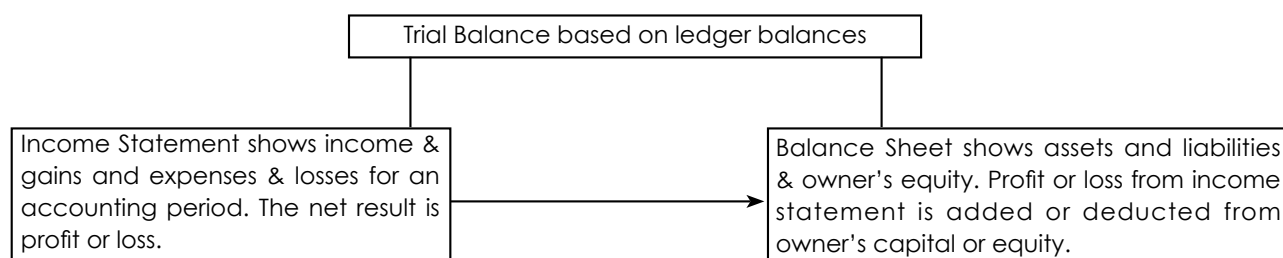 Trial Balance based on ledger balances
Income Statement shows income &
gains and expenses & losses for an
accounting period. The net result is
profit or loss.
Balance Sheet shows assets and liabilities
& owner's equity. Profit or loss from income
statement is added or deducted from
owner's capital or equity.